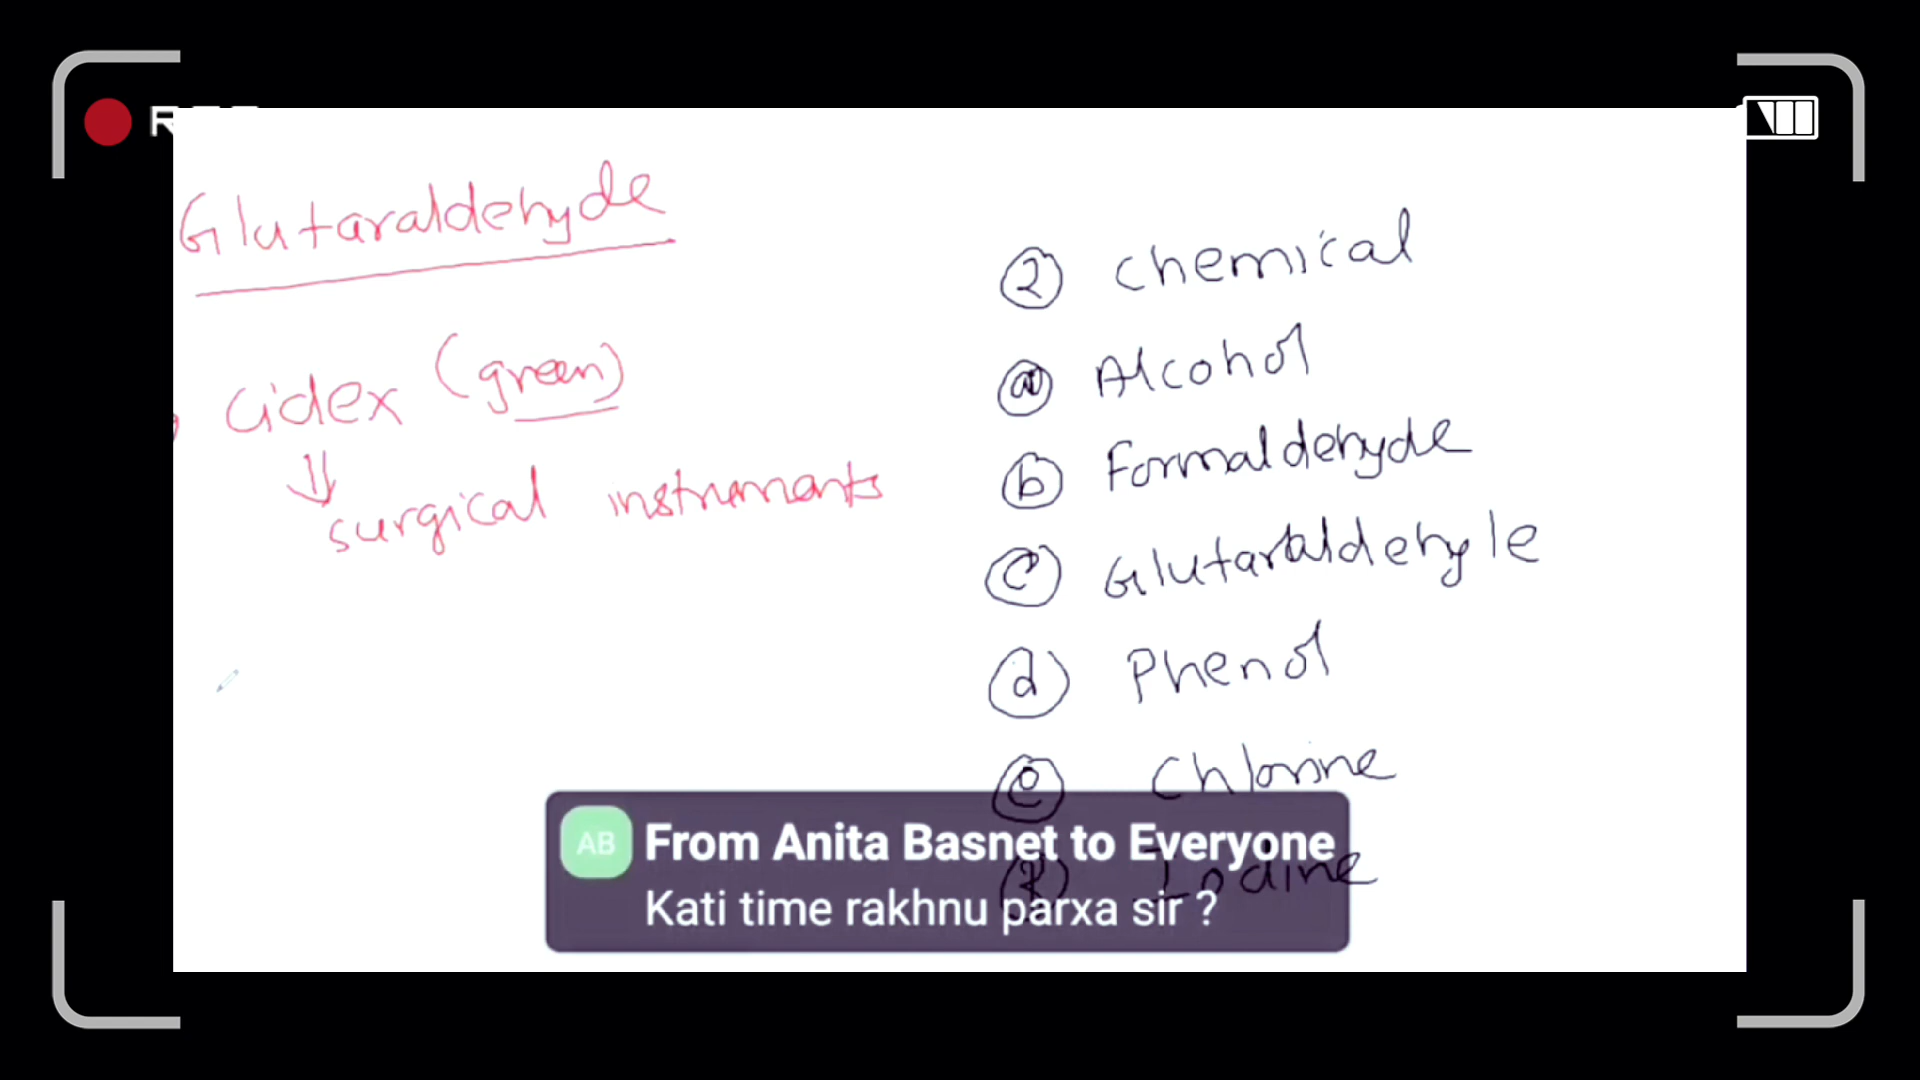 Glutaraldehyde
Cidex (green)
surgical instruments
2 Chemical
a Alcohol
b Formaldehyde
c Glutaraldehyle
d Phenol
e Chlorine
Iodine
AB
From Anita Basnet to Everyone
Kati time rakhnu parxa sir ?